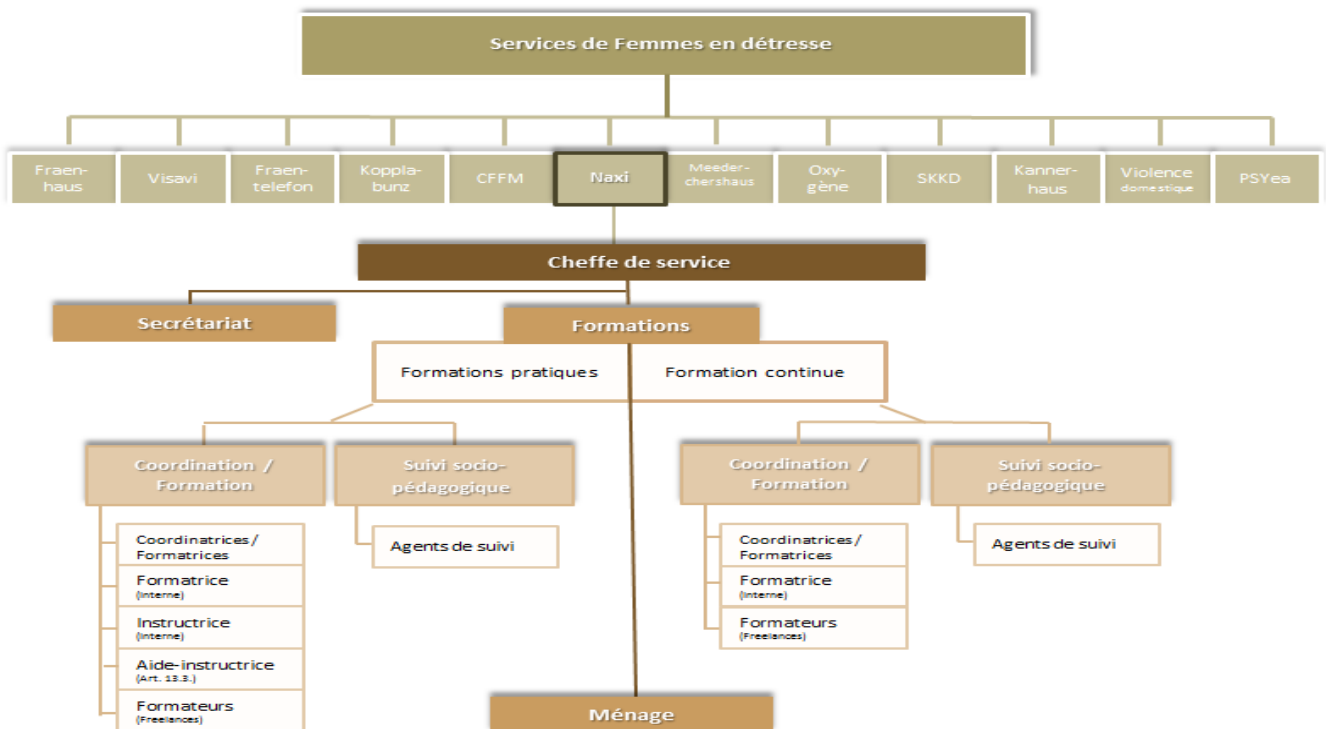 Services de Femmes en détresse
Fraen-
haus
Visavi
Fraen-
telefon
Koppla-
bunz
CFFM
Naxi
Meeder-
chershaus
Oxy-
gène
SKKD
Kanner-
haus
Violence
domestique
PSYea
Cheffe de service
Secrétariat
Formations
Formations pratiques
Formation continue
Coordination /
Formation
Coordinatrices/
Formatrices
Formatrice
(Interne)
Instructrice
(Interne)
Aide-instructrice
(Art. 13.3.)
Formateurs
(Freelances)
Suivi socio-
pédagogique
Agents de suivi
Coordination /
Formation
Coordinatrices/
Formatrices
Formatrice
(Interne)
Formateurs
(Freelances)
Suivi socio-
pédagogique
Agents de suivi
Ménage